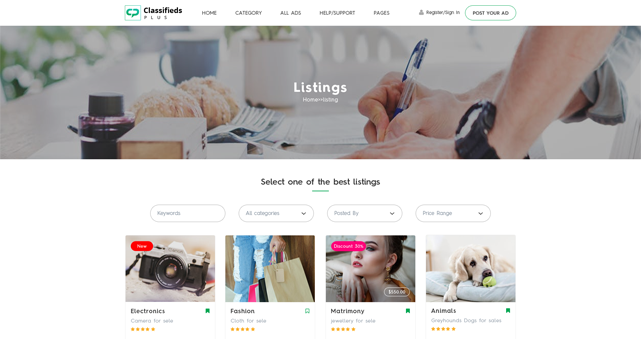 Classifieds
PLUS
HOME CATEGORY ALL ADS HELP/SUPPORT PAGES Register/Sign In POST YOUR AD
Listings
Home>>listing
Select one of the best listings
Keywords All categories Posted By Price Range
New
Discount 30%
$550.00
Electronics Fashion Matrimony Animals
Camera for sale Cloth for sale jewellery for sale Greyhounds Dogs for sales